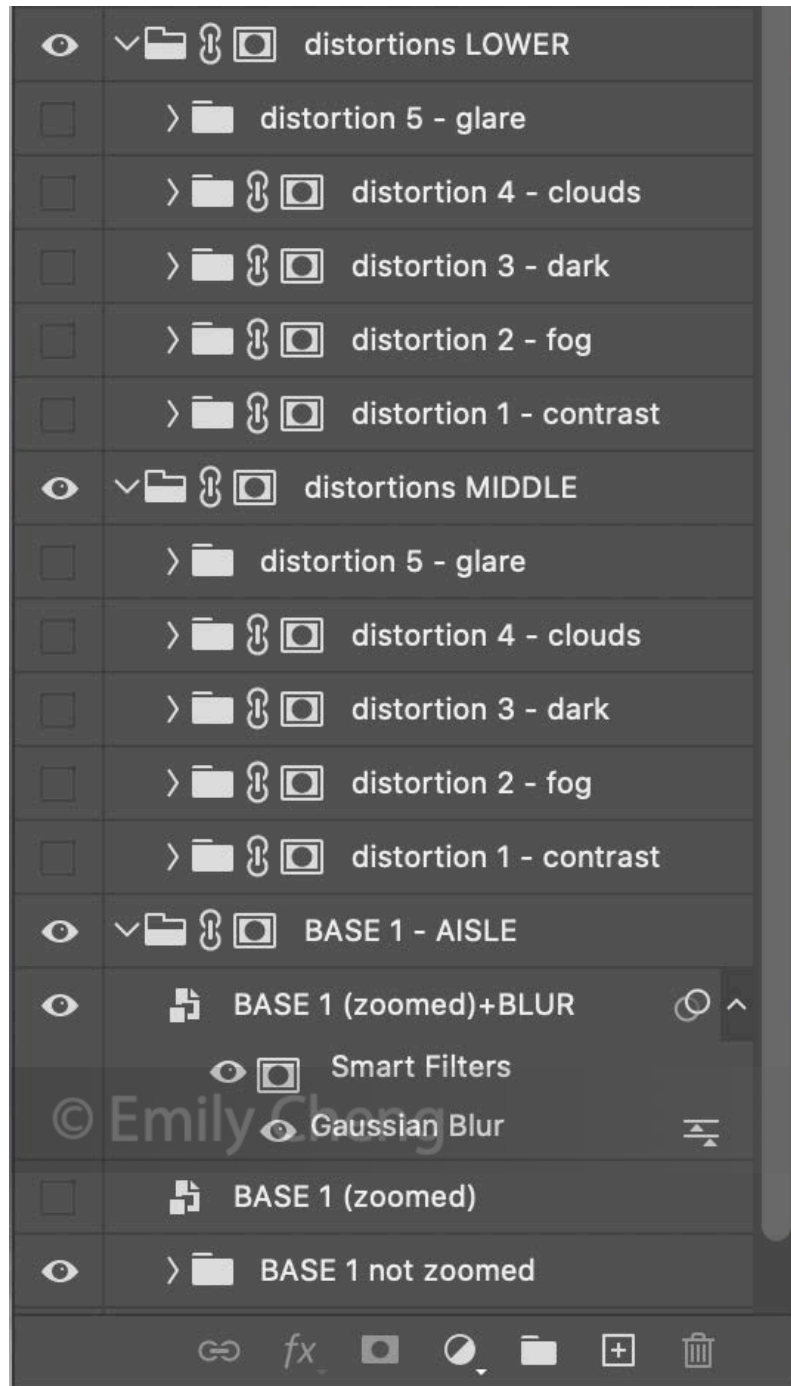 distortions LOWER
distortion 5 - glare
distortion 4 - clouds
distortion 3 - dark
distortion 2 - fog
distortion 1 - contrast
distortions MIDDLE
distortion 5 - glare
distortion 4 - clouds
distortion 3 - dark
distortion 2 - fog
distortion 1 - contrast
BASE 1 - AISLE
BASE 1 (zoomed)+BLUR
Smart Filters
© Emily Cheng
Gaussian Blur
BASE 1 (zoomed)
BASE 1 not zoomed
fx